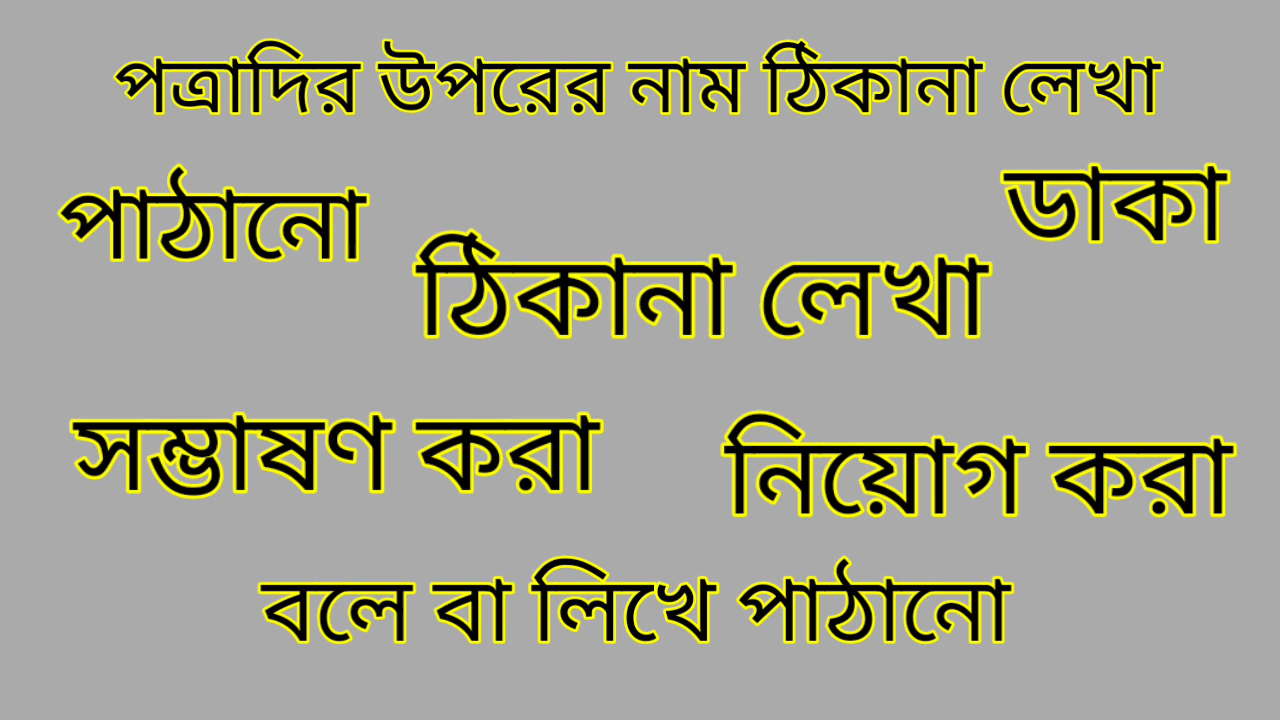 পত্রাদির উপরের নাম ঠিকানা লেখা
পাঠানো
ডাকা
ঠিকানা লেখা
সম্ভাষণ করা
নিয়োগ করা
বলে বা লিখে পাঠানো